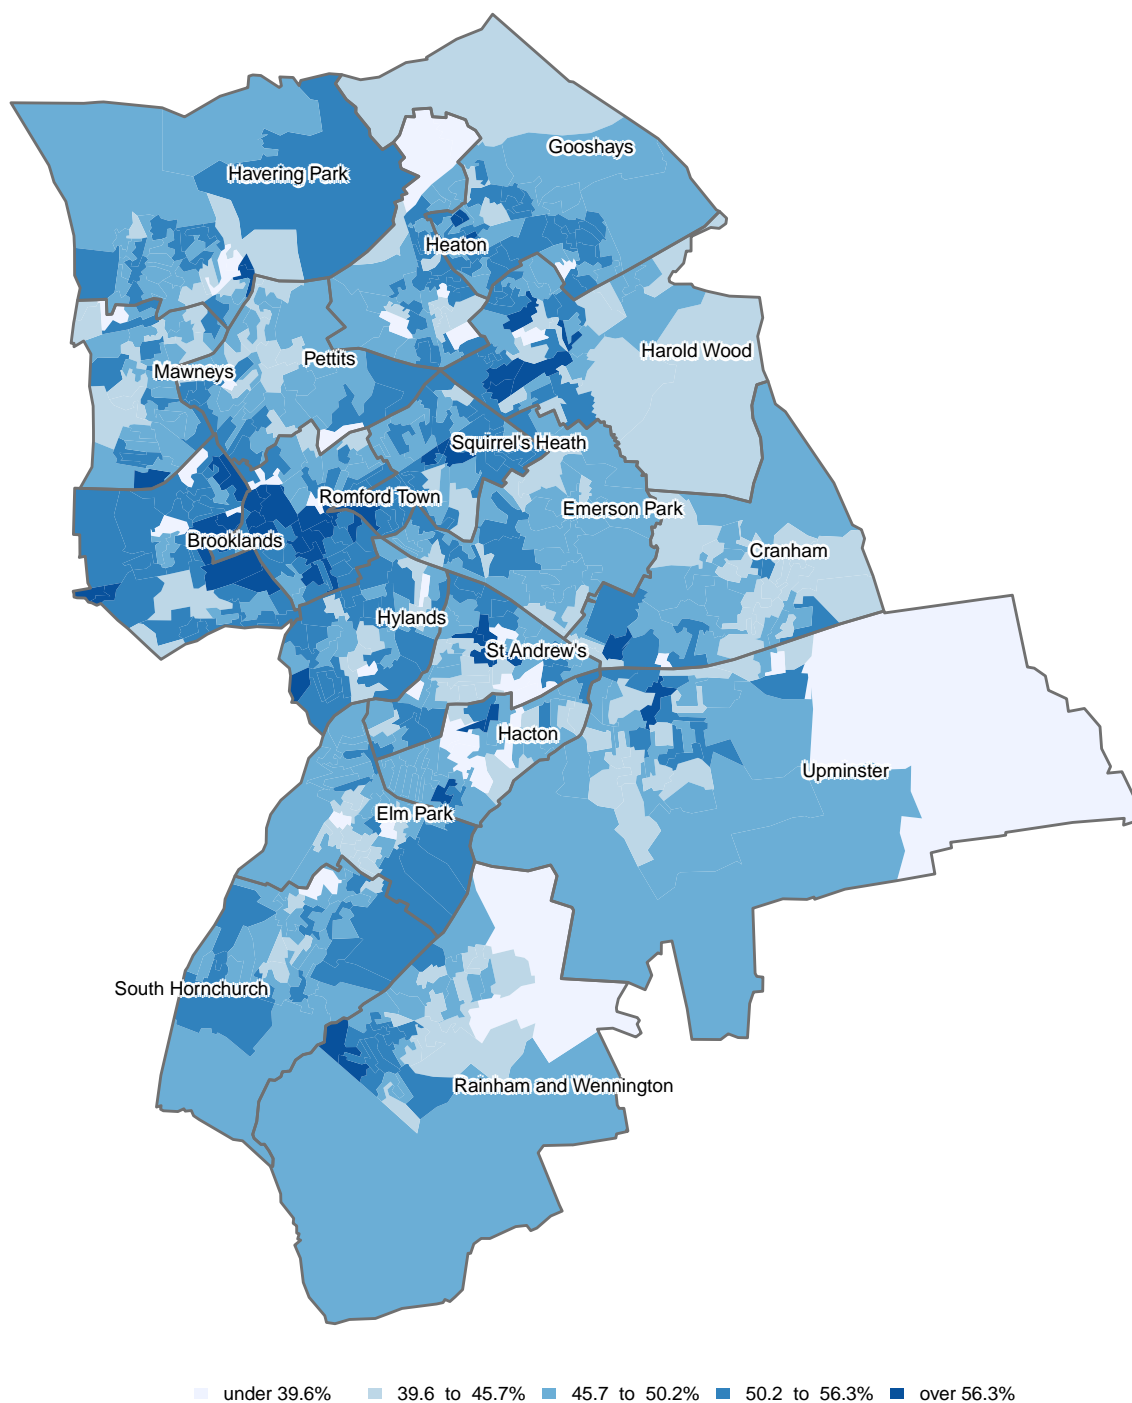 Gooshays
Havering Park
Heaton
Harold Wood
Pettits
Mawneys
Squirrel's Heath
Romford Town
Emerson Park
Brooklands
Cranham
Hylands
St Andrew's
Hacton
Upminster
Elm Park
South Hornchurch
Rainham and Wennington
under 39.6% 39.6 to 45.7% 45.7 to 50.2% 50.2 to 56.3% over 56.3%